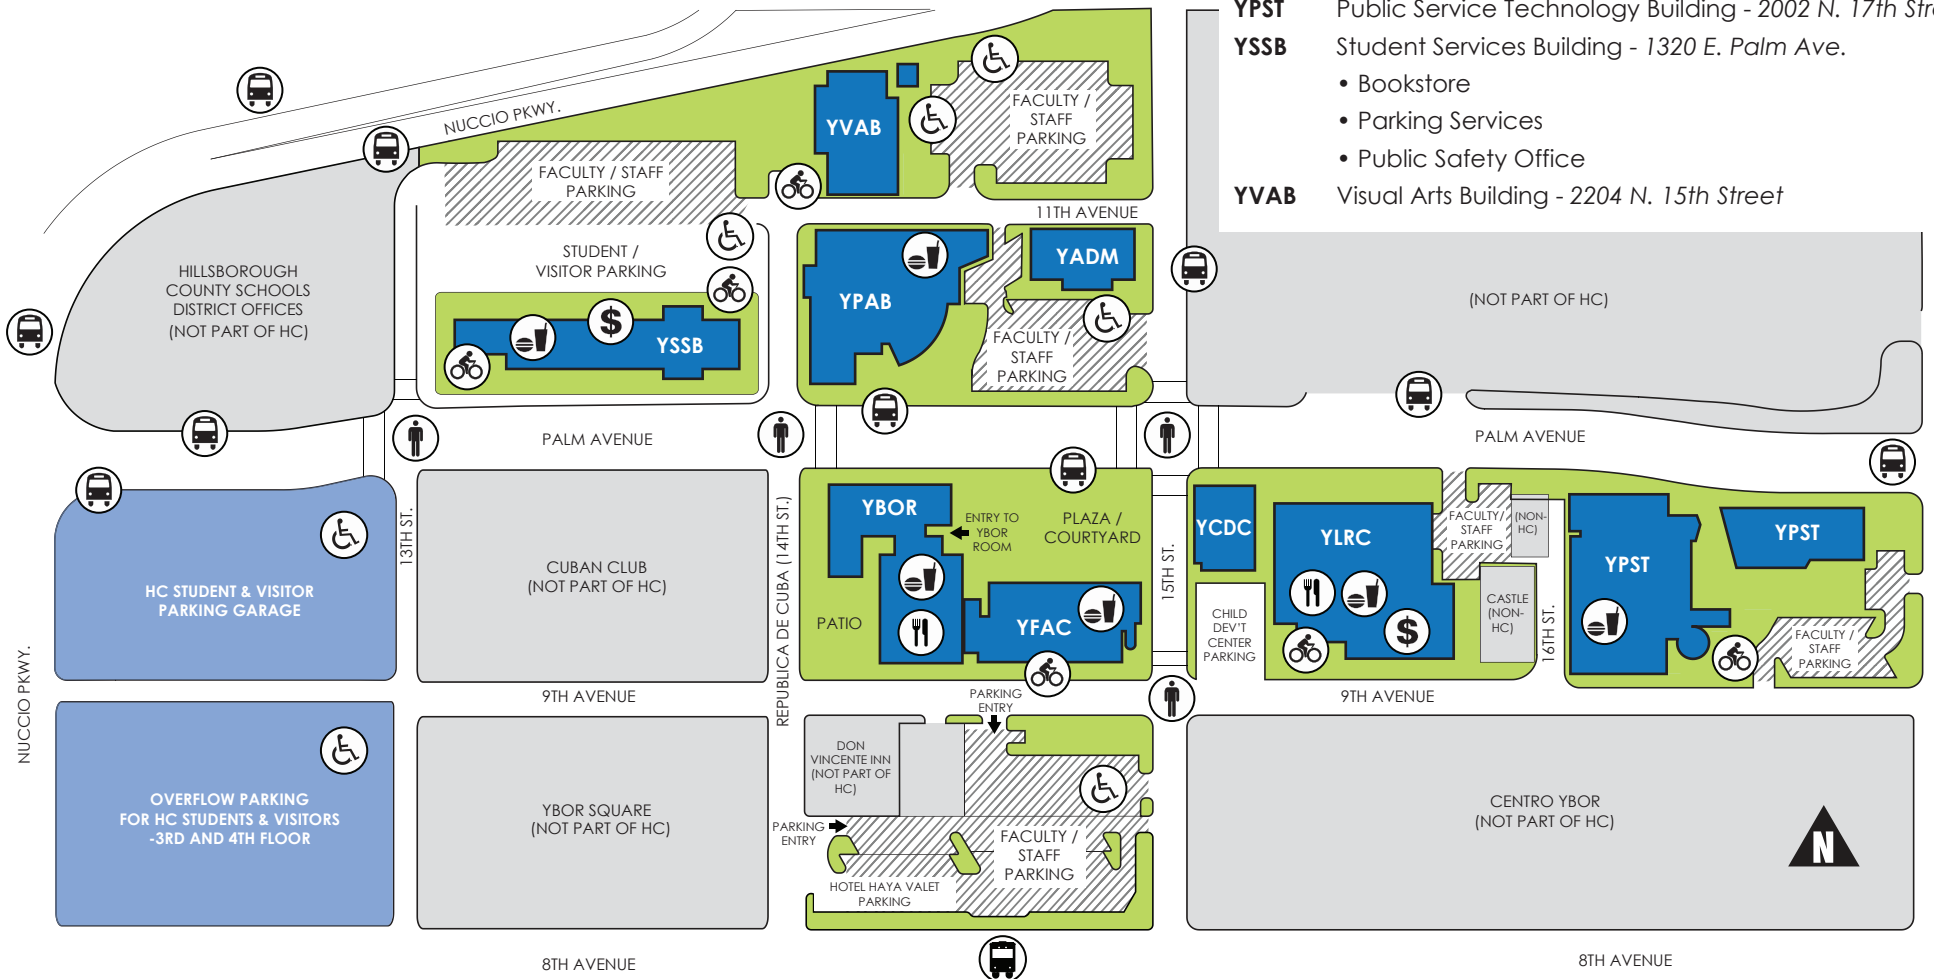 YPST Public Service Technology Building - 2002 N. 17th
YSSB Student Services Building - 1320 E. Palm Ave.
• Bookstore
• Parking Services
• Public Safety Office
YVAB Visual Arts Building - 2204 N. 15th Street
NUCCIO PKWY.
YVAB
FACULTY /
STAFF
PARKING
FACULTY / STAFF
PARKING
11TH AVENUE
HILLSBOROUGH
COUNTY SCHOOLS
DISTRICT OFFICES
(NOT PART OF HC)
STUDENT /
VISITOR PARKING
$
YSSB
YPAB
YADM
FACULTY /
STAFF
PARKING
(NOT PART OF HC)
PALM AVENUE
PALM AVENUE
HC STUDENT & VISITOR
PARKING GARAGE
13TH ST.
CUBAN CLUB
(NOT PART OF HC)
REPUBLICA DE CUBA (14TH ST.)
YBOR
ENTRY TO
YBOR
ROOM
PLAZA /
COURTYARD
PATIO
YFAC
15TH ST.
YCDC
CHILD
DEV'T
CENTER
PARKING
YLRC
$
FACULTY/
STAFF
PARKING
(NON-
HC)
CASTLE
(NON-
HC)
16TH ST.
YPST
YPST
FACULTY /
STAFF
PARKING
NUCCIO PKWY.
9TH AVENUE
9TH AVENUE
PARKING
ENTRY
OVERFLOW PARKING
FOR HC STUDENTS & VISITORS
-3RD AND 4TH FLOOR
YBOR SQUARE
(NOT PART OF HC)
DON
VINCENTE INN
(NOT PART OF
HC)
PARKING
ENTRY
FACULTY /
STAFF
PARKING
HOTEL HAYA VALET
PARKING
CENTRO YBOR
(NOT PART OF HC)
N
8TH AVENUE
8TH AVENUE